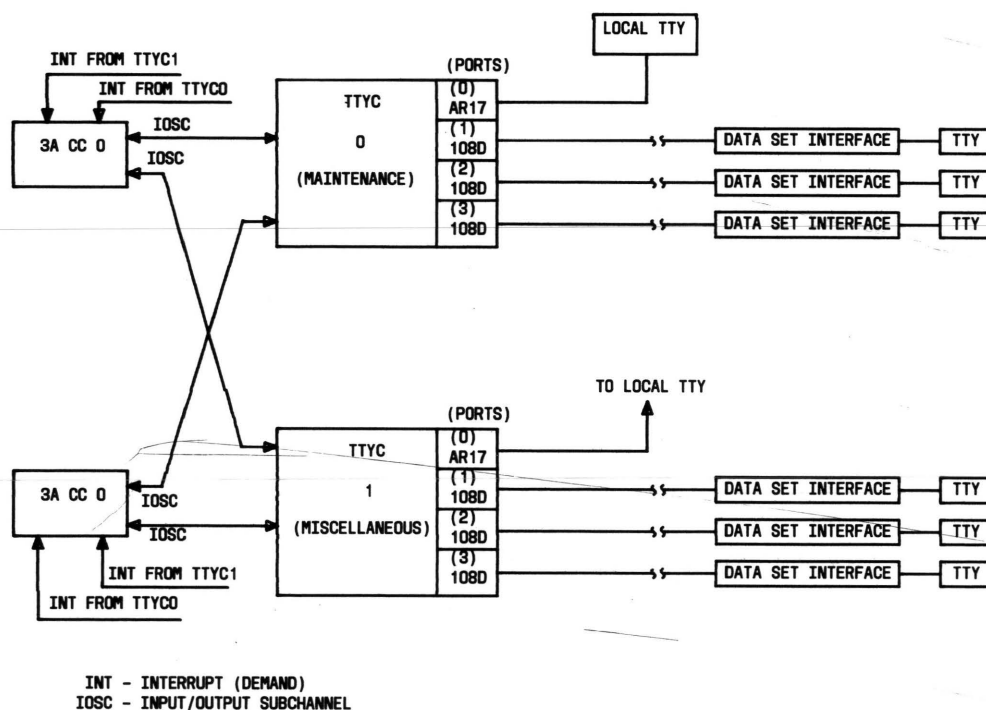 LOCAL TTY
INT FROM TTYC1
INT FROM TTYC0
3A CC 0
IOSC
IOSC
TTYC
0
(MAINTENANCE)
(PORTS)
(0)
AR17
(1)
108D
(2)
108D
(3)
108D
DATA SET INTERFACE
TTY
DATA SET INTERFACE
TTY
DATA SET INTERFACE
TTY
TO LOCAL TTY
3A CC 0
IOSC
IOSC
INT FROM TTYC1
INT FROM TTYC0
TTYC
1
(MISCELLANEOUS)
(PORTS)
(0)
AR17
(1)
108D
(2)
108D
(3)
108D
DATA SET INTERFACE
TTY
DATA SET INTERFACE
TTY
DATA SET INTERFACE
TTY
INT - INTERRUPT (DEMAND)
IOSC - INPUT/OUTPUT SUBCHANNEL